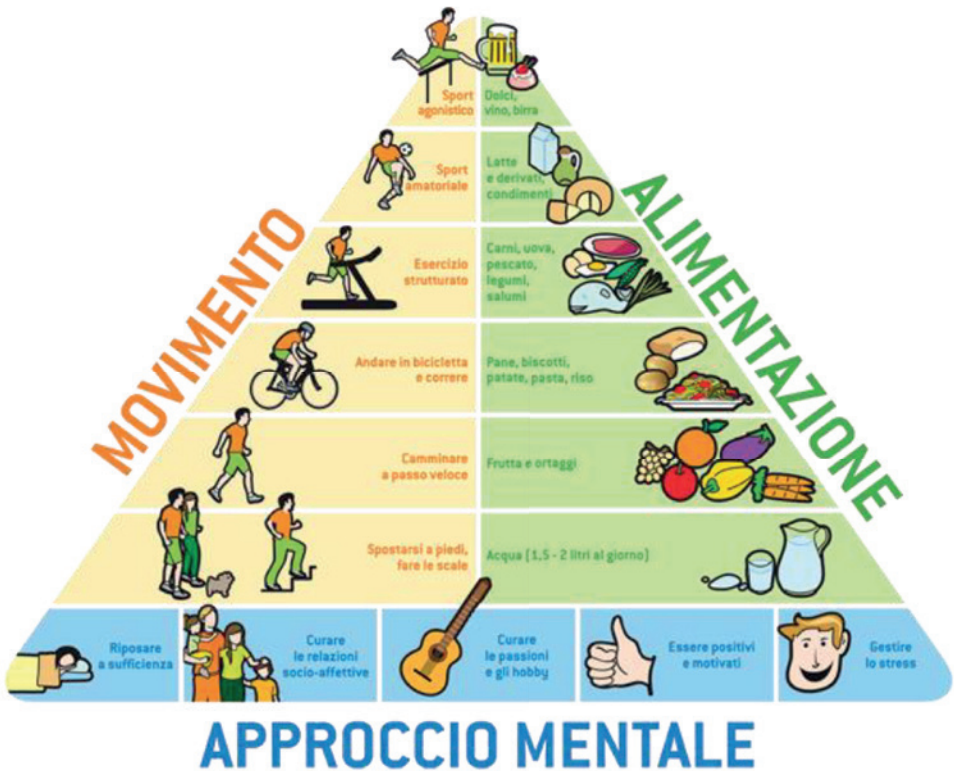 Sport
agonistico
Dolci,
vino, birra
Sport
amatoriale
Latte
e derivati,
condimenti
Esercizio
strutturato
Carni, uova,
pescato,
legumi,
salumi
Andare in bicicletta
e correre
Pane, biscotti,
patate, pasta, riso
Camminare
a passo veloce
Frutta e ortaggi
Spostarsi a piedi,
fare le scale
Acqua (1,5 - 2 litri al giorno)
MOVIMENTO
ALIMENTAZIONE
Riposare
a sufficienza
Curare
le relazioni
socio-affettive
Curare
le passioni
e gli hobby
Essere positivi
e motivati
Gestire
lo stress
APPROCCIO MENTALE